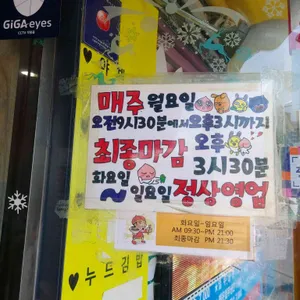 GiGA eyes
매주 월요일
오전9시30분에서오후3시까지
최종마감 오후 3시30분
화요일 ~ 일요일 정상영업
화요일~일요일
AM 09:30~PM 21:00
최종마감 PM 21:30
♥누드김밥